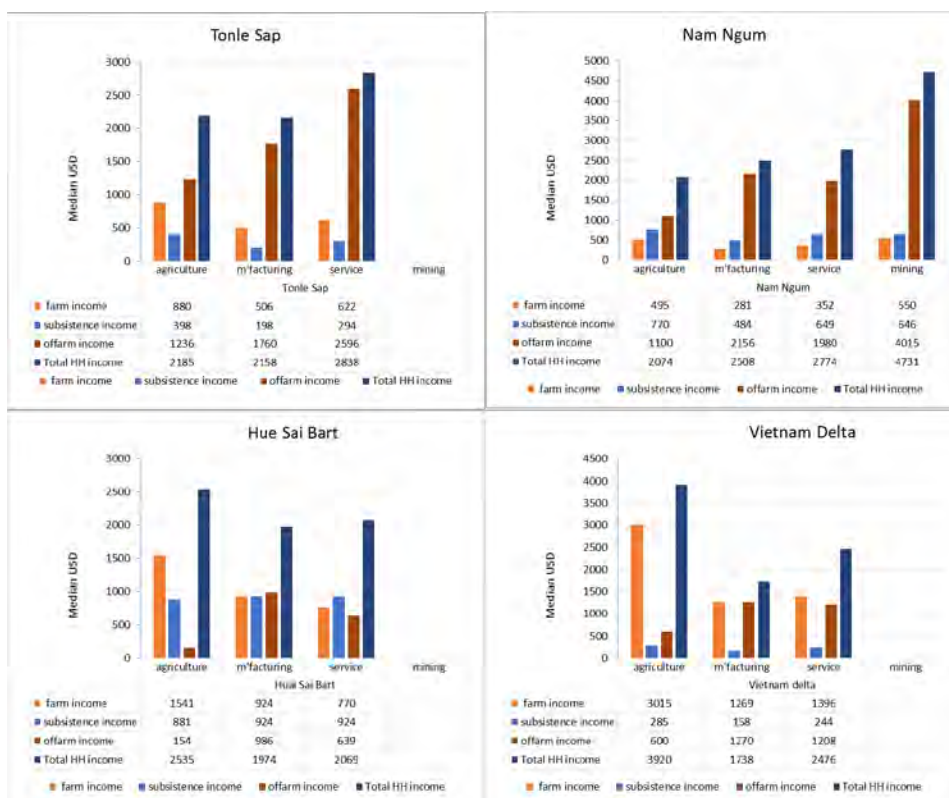 Tonle Sap
3000
2500
2000
1500
1000
500
0
Median USD
agriculture m'facturing service mining
Tonle Sap
farm income 880 506 622
subsistence income 398 198 294
offarm income 1236 1760 2596
Total HH income 2185 2158 2838
farm income subsistence income offarm income Total HH income
Nam Ngum
5000
4500
4000
3500
3000
2500
2000
1500
1000
500
0
Median USD
agriculture m'facturing service mining
Nam Ngum
farm income 495 281 352 550
subsistence income 770 484 649 646
offarm income 1100 2156 1980 4015
Total HH income 2074 2508 2774 4731
farm income subsistence income offarm income Total HH income
Hue Sai Bart
3000
2500
2000
1500
1000
500
0
Median USD
agriculture m'facturing service mining
Huai Sai Bart
farm income 1541 924 770
subsistence income 881 924 924
offarm income 154 986 639
Total HH income 2535 1974 2069
farm income subsistence income offarm income Total HH income
Vietnam Delta
4500
4000
3500
3000
2500
2000
1500
1000
500
0
Median USD
agriculture m'facturing service mining
Vietnam delta
farm income 3015 1269 1396
subsistence income 285 158 244
offarm income 600 1270 1208
Total HH income 3920 1738 2476
farm income subsistence income offarm income Total HH income